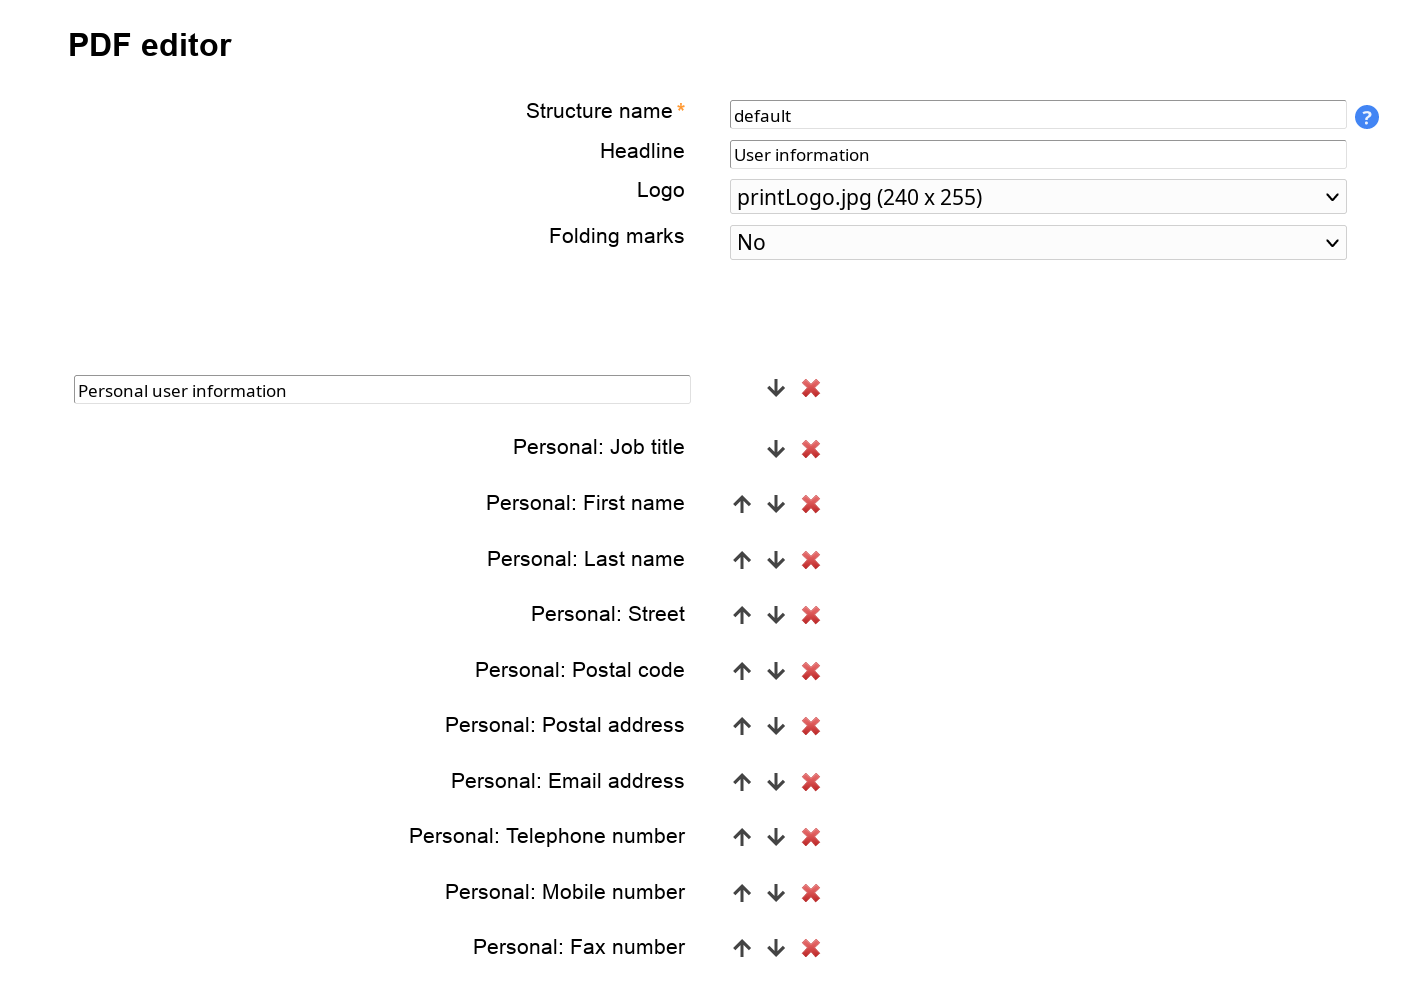 PDF editor
Structure name * default ?
Headline User information
Logo printLogo.jpg (240 x 255)
Folding marks No
Personal user information
Personal: Job title
Personal: First name
Personal: Last name
Personal: Street
Personal: Postal code
Personal: Postal address
Personal: Email address
Personal: Telephone number
Personal: Mobile number
Personal: Fax number